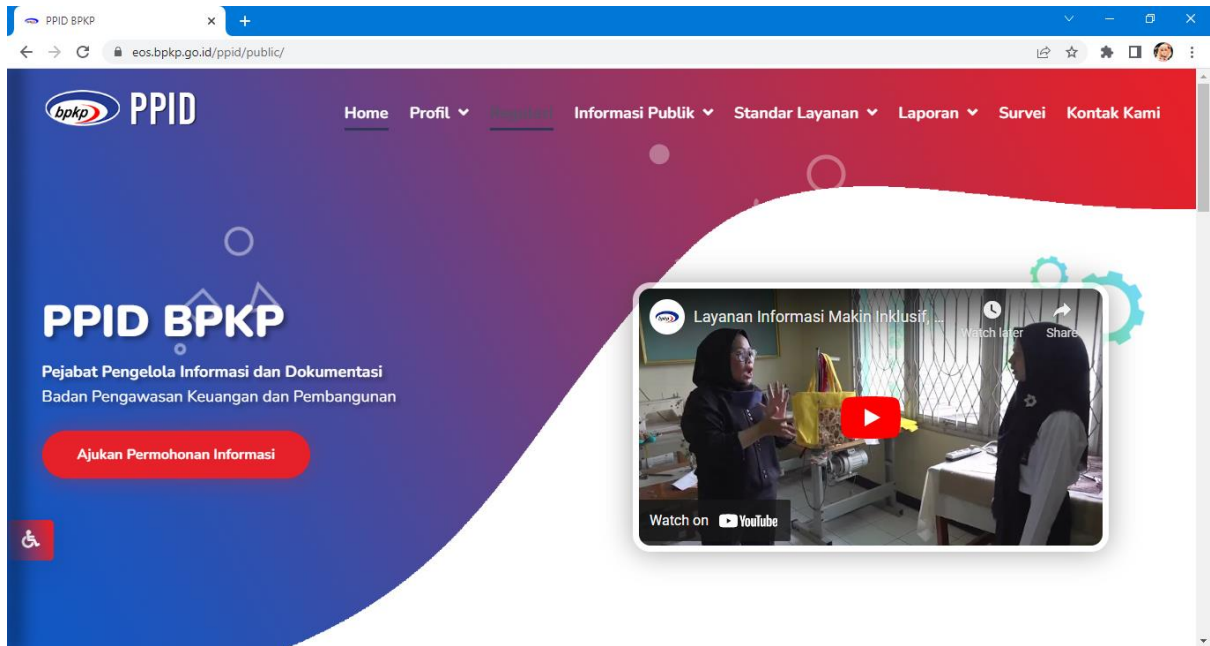 PPID BPKP
eos.bpkp.go.id/ppid/public/
bpkp PPID
Home Profil Regulasi Informasi Publik Standar Layanan Laporan Survei Kontak Kami
PPID BPKP
Pejabat Pengelola Informasi dan Dokumentasi
Badan Pengawasan Keuangan dan Pembangunan
Ajukan Permohonan Informasi
Layanan Informasi Makin Inklusif, ...
Watch later Share
Watch on YouTube